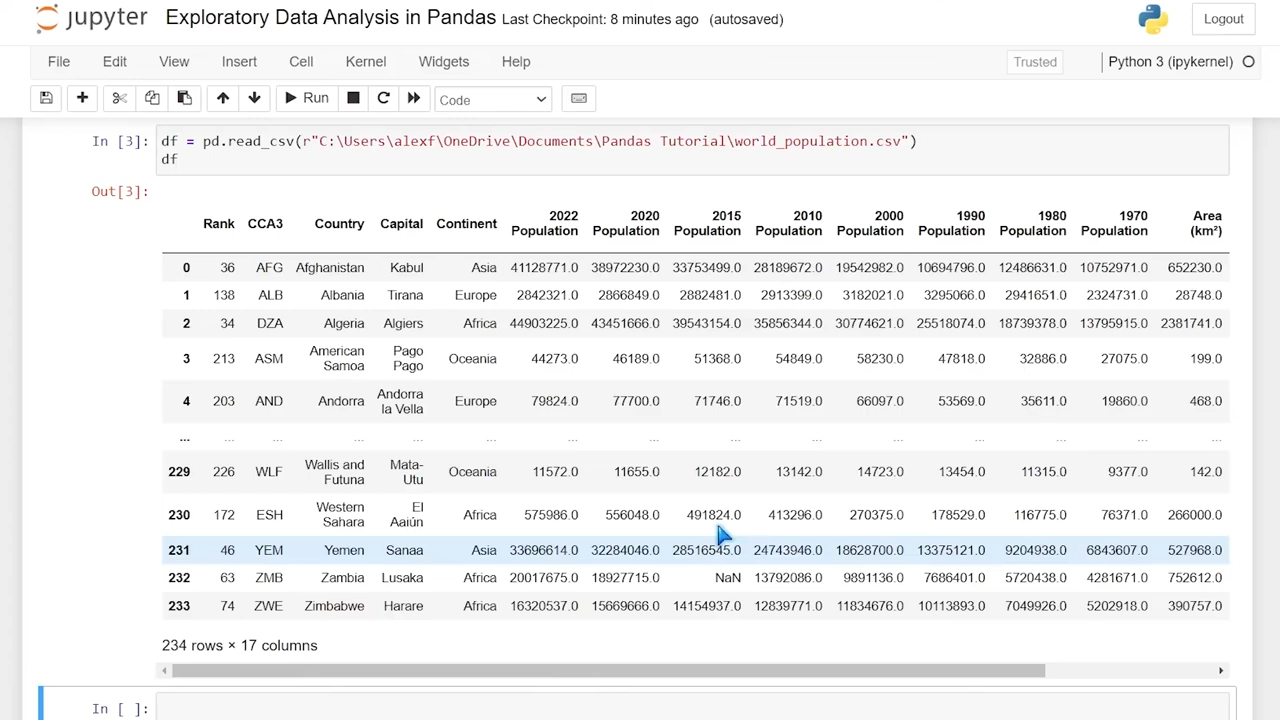 jupyter Exploratory Data Analysis in Pandas Last Checkpoint: 8 minutes ago (autosaved) Logout
File Edit View Insert Cell Kernel Widgets Help Trusted Python 3 (ipykernel)
Run Code
In [3]: df = pd.read_csv(r"C:\Users\alexf\OneDrive\Documents\Pandas Tutorial\world_population.csv")
df
Out[3]:
Rank CCA3 Country Capital Continent 2022 Population 2020 Population 2015 Population 2010 Population 2000 Population 1990 Population 1980 Population 1970 Population Area (km²)
0 36 AFG Afghanistan Kabul Asia 41128771.0 38972230.0 33753499.0 28189672.0 19542982.0 10694796.0 12486631.0 10752971.0 652230.0
1 138 ALB Albania Tirana Europe 2842321.0 2866849.0 2882481.0 2913399.0 3182021.0 3295066.0 2941651.0 2324731.0 28748.0
2 34 DZA Algeria Algiers Africa 44903225.0 43451666.0 39543154.0 35856344.0 30774621.0 25518074.0 18739378.0 13795915.0 2381741.0
3 213 ASM American Samoa Pago Pago Oceania 44273.0 46189.0 51368.0 54849.0 58230.0 47818.0 32886.0 27075.0 199.0
4 203 AND Andorra Andorra la Vella Europe 79824.0 77700.0 71746.0 71519.0 66097.0 53569.0 35611.0 19860.0 468.0
... ... ... ... ... ... ... ... ... ... ... ... ... ... ...
229 226 WLF Wallis and Futuna Mata-Utu Oceania 11572.0 11655.0 12182.0 13142.0 14723.0 13454.0 11315.0 9377.0 142.0
230 172 ESH Western Sahara El Aaiún Africa 575986.0 556048.0 491824.0 413296.0 270375.0 178529.0 116775.0 76371.0 266000.0
231 46 YEM Yemen Sanaa Asia 33696614.0 32284046.0 28516545.0 24743946.0 18628700.0 13375121.0 9204938.0 6843607.0 527968.0
232 63 ZMB Zambia Lusaka Africa 20017675.0 18927715.0 NaN 13792086.0 9891136.0 7686401.0 5720438.0 4281671.0 752612.0
233 74 ZWE Zimbabwe Harare Africa 16320537.0 15669666.0 14154937.0 12839771.0 11834676.0 10113893.0 7049926.0 5202918.0 390757.0
234 rows × 17 columns
In [ ]: